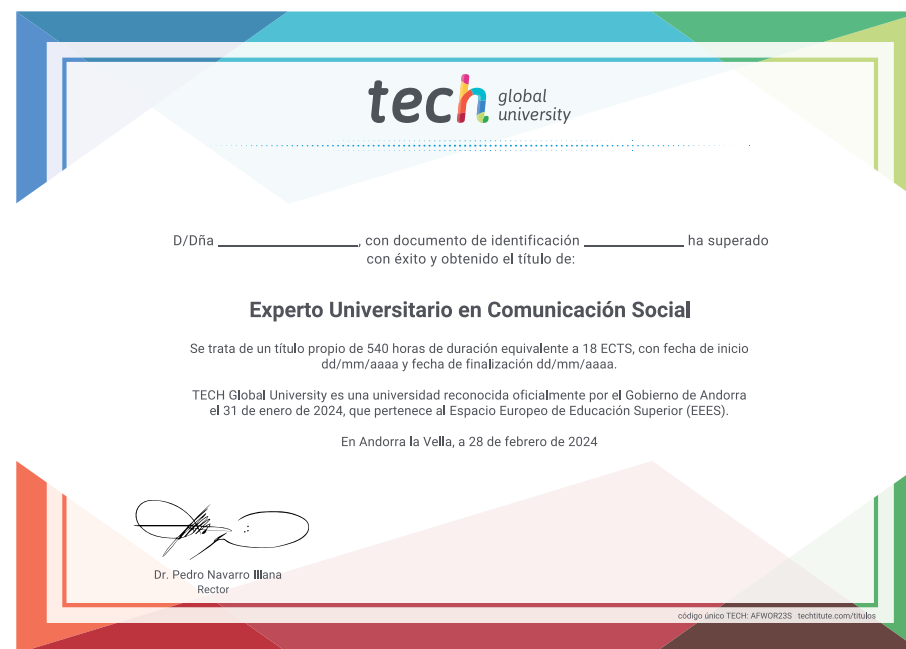 tech global
university
D/Dña ______________, con documento de identificación __________ ha superado
con éxito y obtenido el título de:
Experto Universitario en Comunicación Social
Se trata de un título propio de 540 horas de duración equivalente a 18 ECTS, con fecha de inicio
dd/mm/aaaa y fecha de finalización dd/mm/aaaa.
TECH Global University es una universidad reconocida oficialmente por el Gobierno de Andorra
el 31 de enero de 2024, que pertenece al Espacio Europeo de Educación Superior (EEES).
En Andorra la Vella, a 28 de febrero de 2024
Dr. Pedro Navarro Illana
Rector
código único TECH: AFWOR23S techtitute.com/titulos